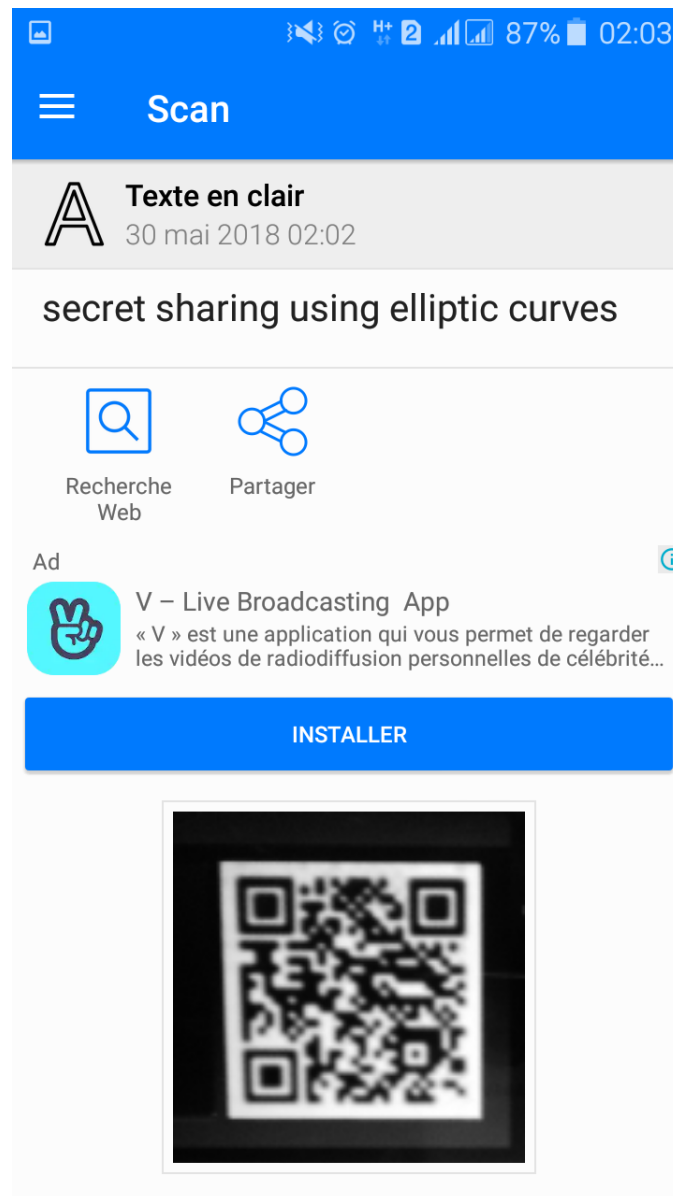 H+ 2 87% 02:03
Scan
A Texte en clair
30 mai 2018 02:02
secret sharing using elliptic curves
Recherche
Web
Partager
Ad
V – Live Broadcasting App
« V » est une application qui vous permet de regarder
les vidéos de radiodiffusion personnelles de célébrité...
INSTALLER